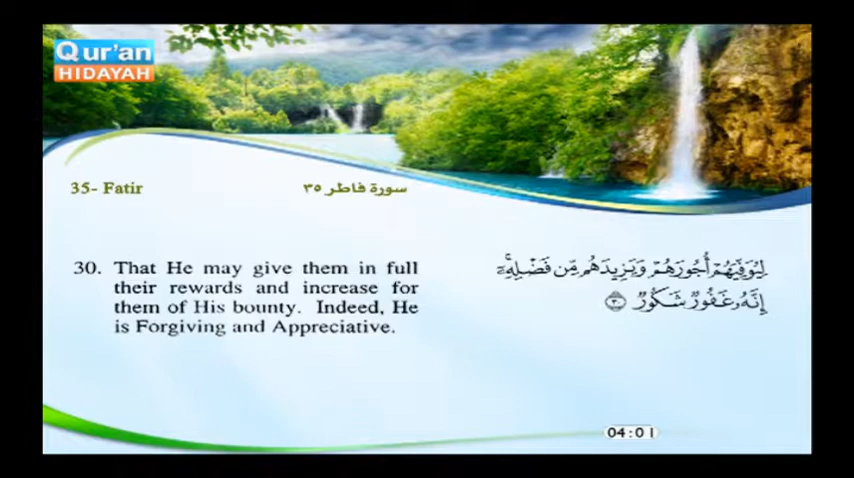 Qur'an
HIDAYAH
35- Fatir
سورة فاطر ٣٥
30. That He may give them in full
their rewards and increase for
them of His bounty. Indeed, He
is Forgiving and Appreciative.
لِيُوَفِّيَهُمْ أُجُورَهُمْ وَيَزِيدَهُم مِّن فَضْلِهِۦٓ ۚ
إِنَّهُۥ غَفُورٌ شَكُورٌ ٣٠
04:01